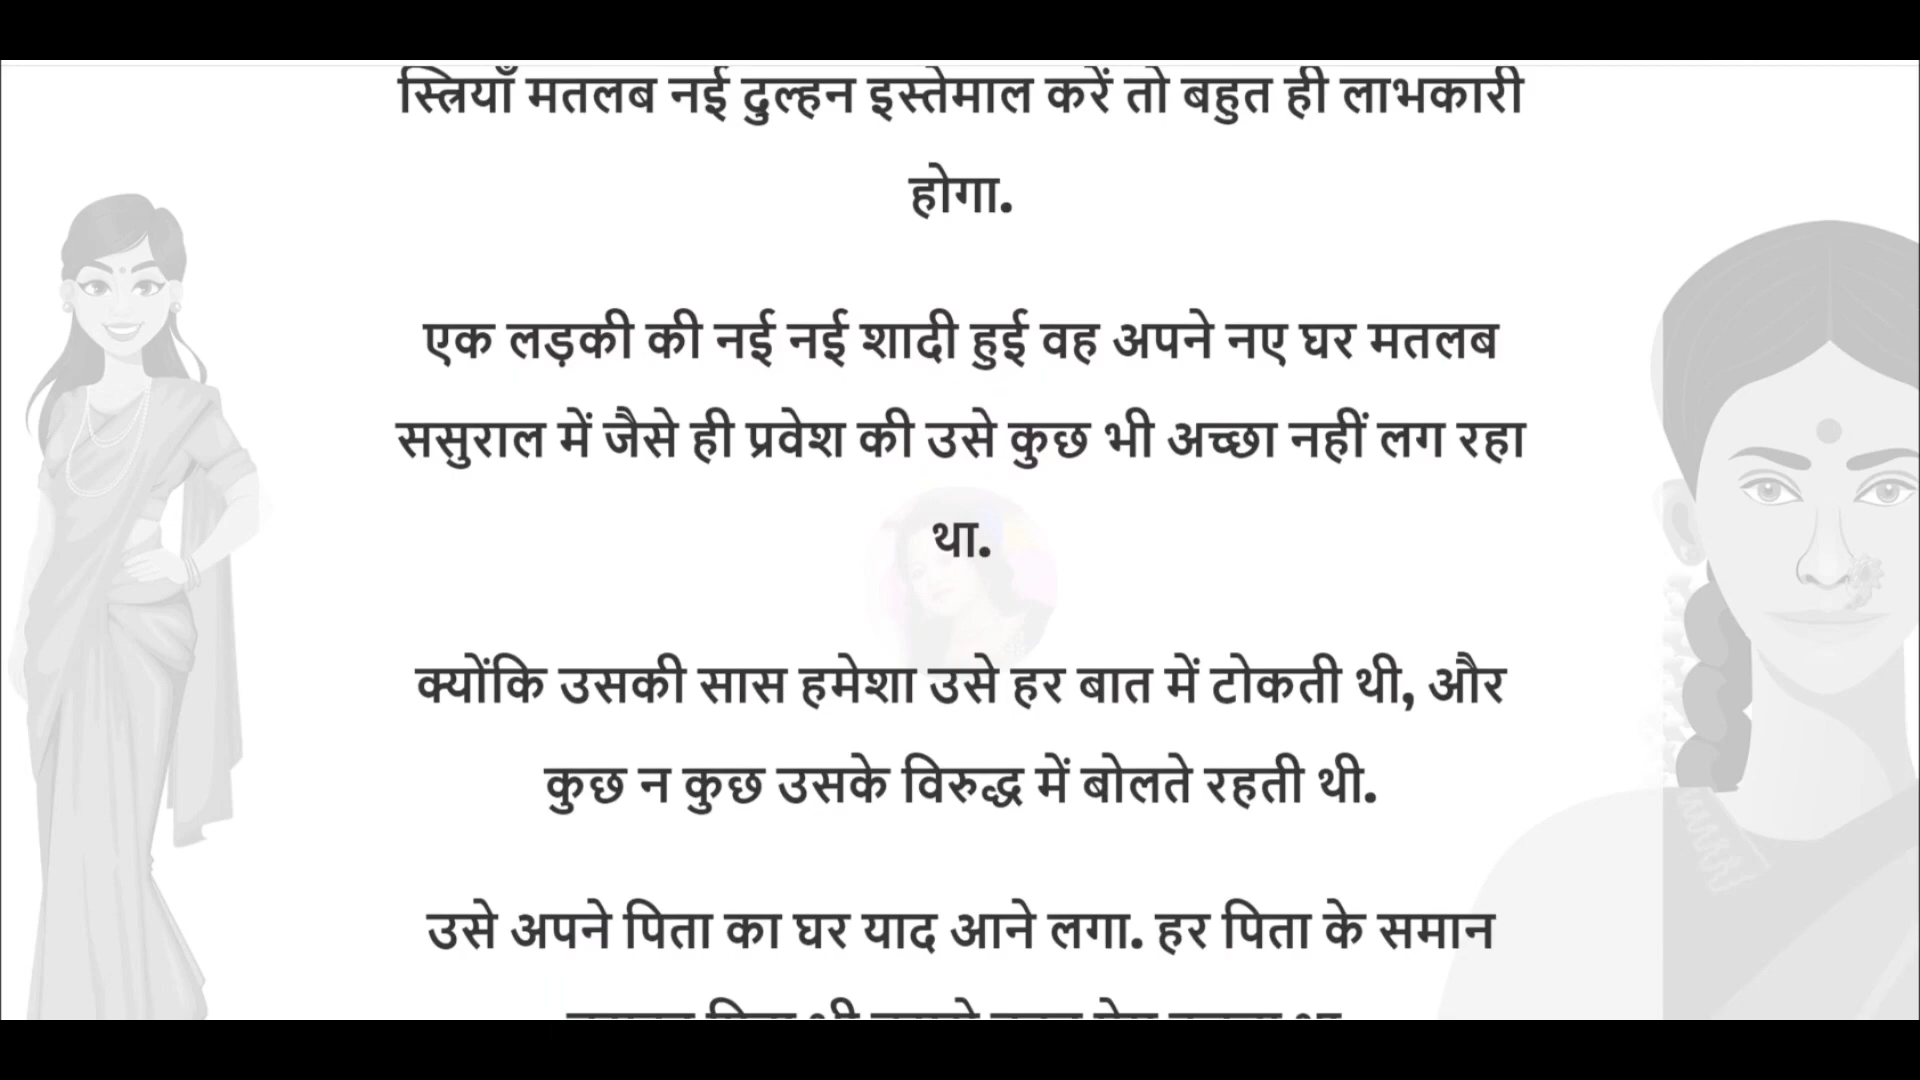 स्त्रियाँ मतलब नई दुल्हन इस्तेमाल करें तो बहुत ही लाभकारी
होगा.
एक लड़की की नई नई शादी हुई वह अपने नए घर मतलब
ससुराल में जैसे ही प्रवेश की उसे कुछ भी अच्छा नहीं लग रहा
था.
क्योंकि उसकी सास हमेशा उसे हर बात में टोकती थी, और
कुछ न कुछ उसके विरुद्ध में बोलते रहती थी.
उसे अपने पिता का घर याद आने लगा. हर पिता के समान